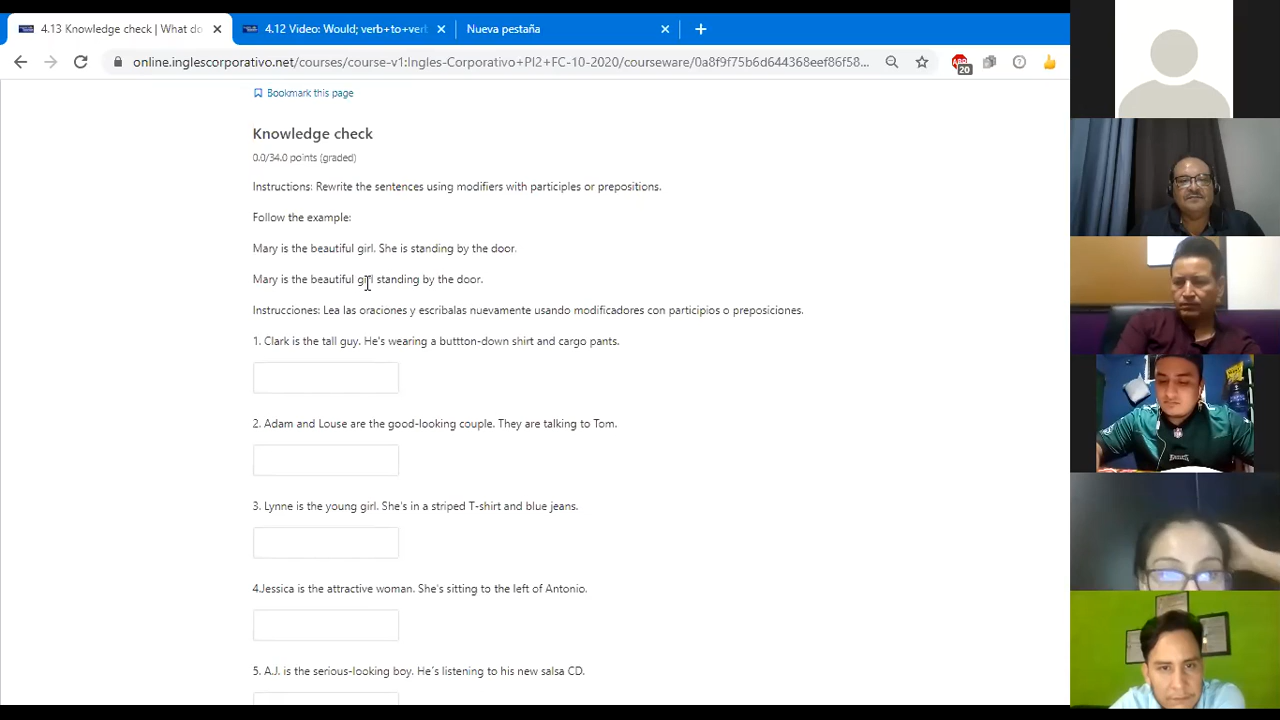 4.13 Knowledge check | What do
4.12 Video: Would; verb+to+verb
Nueva pestaña
online.inglescorporativo.net/courses/course-v1:Ingles-Corporativo+PI2+FC-10-2020/courseware/0a8f9f75b6d644368eef86f58...
ABP
20
Bookmark this page
Knowledge check
0.0/34.0 points (graded)
Instructions: Rewrite the sentences using modifiers with participles or prepositions.
Follow the example:
Mary is the beautiful girl. She is standing by the door.
Mary is the beautiful girl standing by the door.
Instrucciones: Lea las oraciones y escribalas nuevamente usando modificadores con participios o preposiciones.
1. Clark is the tall guy. He's wearing a buttton-down shirt and cargo pants.
2. Adam and Louse are the good-looking couple. They are talking to Tom.
3. Lynne is the young girl. She's in a striped T-shirt and blue jeans.
4.Jessica is the attractive woman. She's sitting to the left of Antonio.
5. A.J. is the serious-looking boy. He's listening to his new salsa CD.
EAGLES